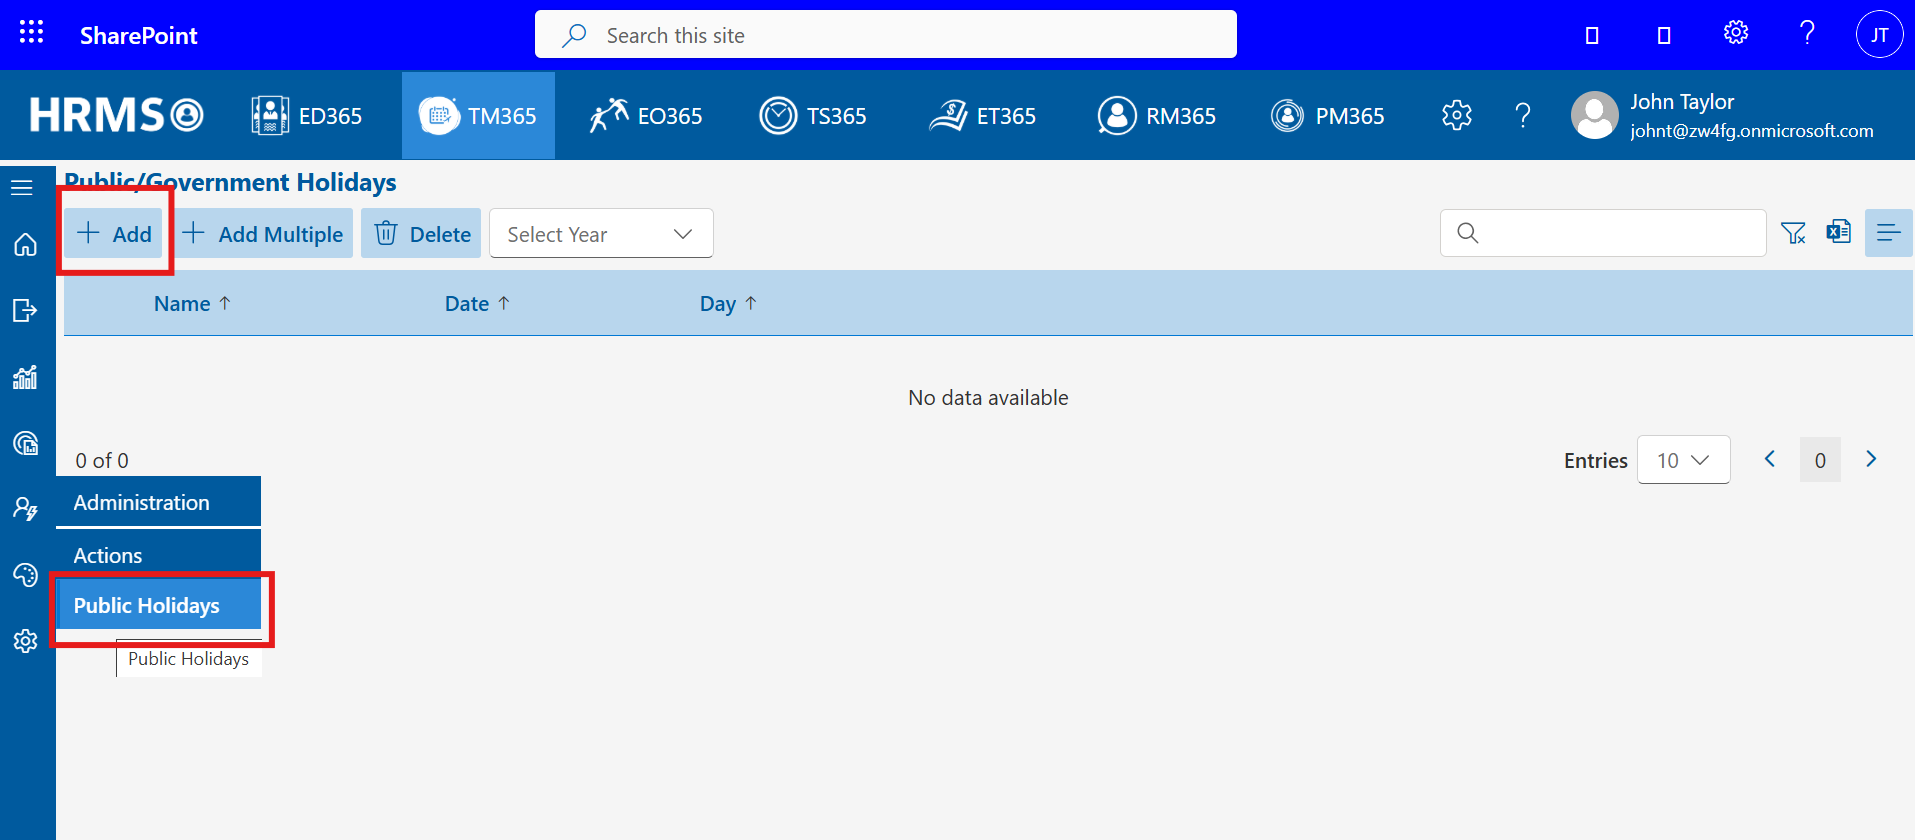 SharePoint
Search this site
JT
HRMS
ED365
TM365
EO365
TS365
ET365
RM365
PM365
John Taylor
johnt@zw4fg.onmicrosoft.com
Public/Government Holidays
Add
Add Multiple
Delete
Select Year
Name
Date
Day
No data available
0 of 0
Entries
10
0
Administration
Actions
Public Holidays
Public Holidays